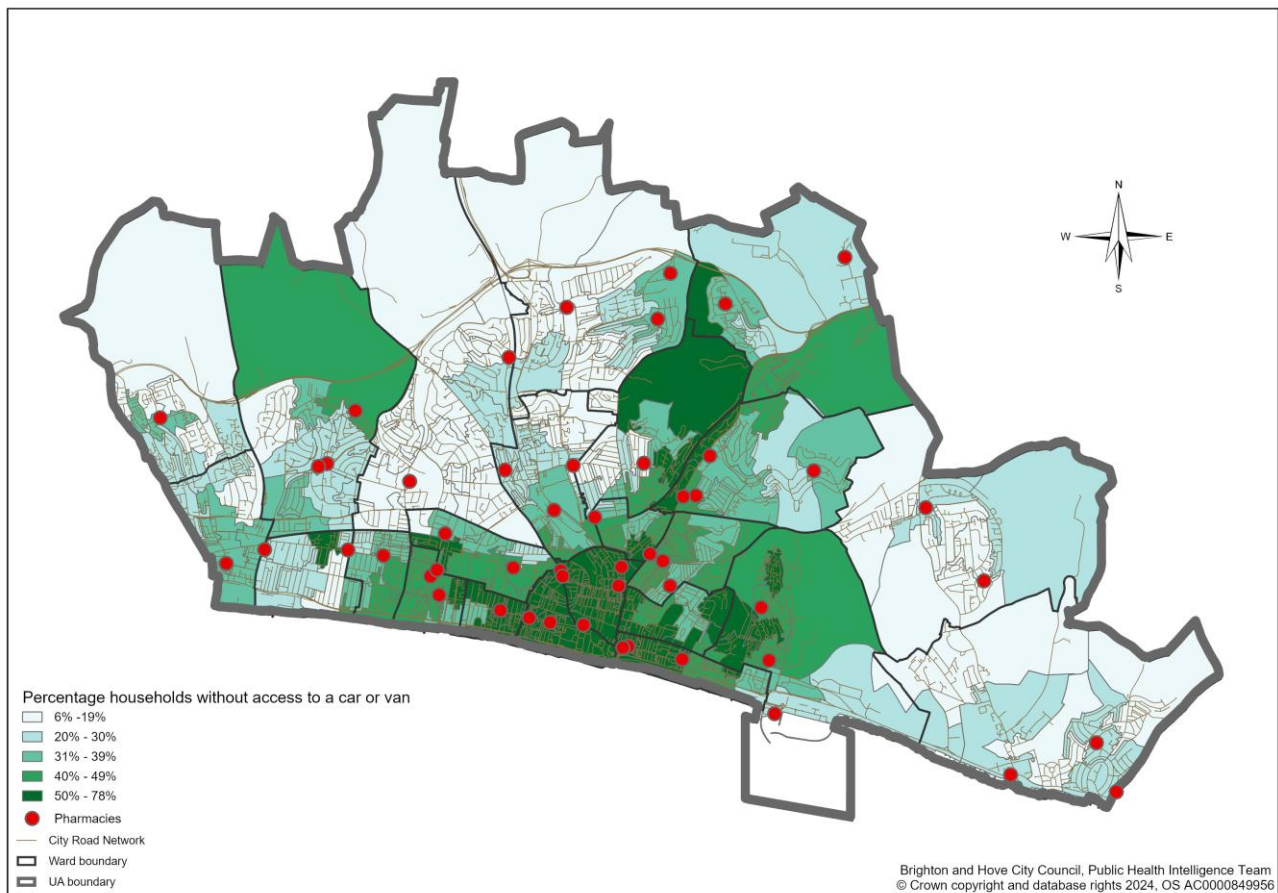 N
W E
S
Percentage households without access to a car or van
6% -19%
20% - 30%
31% - 39%
40% - 49%
50% - 78%
Pharmacies
City Road Network
Ward boundary
UA boundary
Brighton and Hove City Council, Public Health Intelligence Team
© Crown copyright and database rights 2024, OS AC0000849956